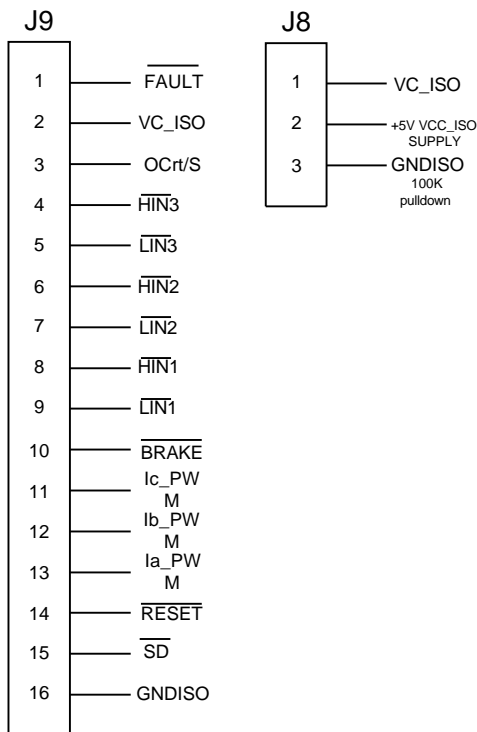 J9
1 FAULT
2 VC_ISO
3 OCrt/S
4 HIN3
5 LIN3
6 HIN2
7 LIN2
8 HIN1
9 LIN1
10 BRAKE
11 Ic_PW
M
12 Ib_PW
M
13 Ia_PW
M
14 RESET
15 SD
16 GNDISO
J8
1 VC_ISO
2 +5V VCC_ISO
SUPPLY
3 GNDISO
100K
pulldown